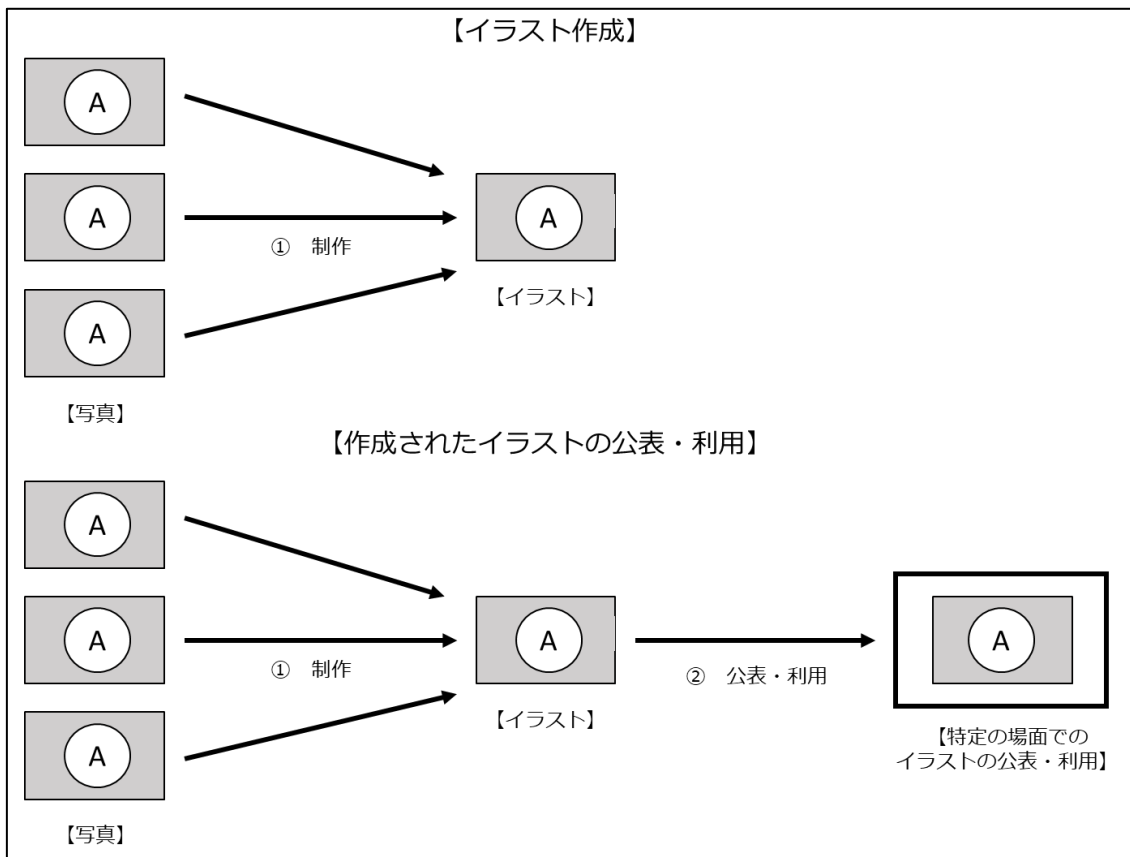 【イラスト作成】
A
A
① 制作
A
【イラスト】
A
【写真】
【作成されたイラストの公表・利用】
A
A
① 制作
A
② 公表・利用
A
【イラスト】
【特定の場面での
イラストの公表・利用】
A
【写真】